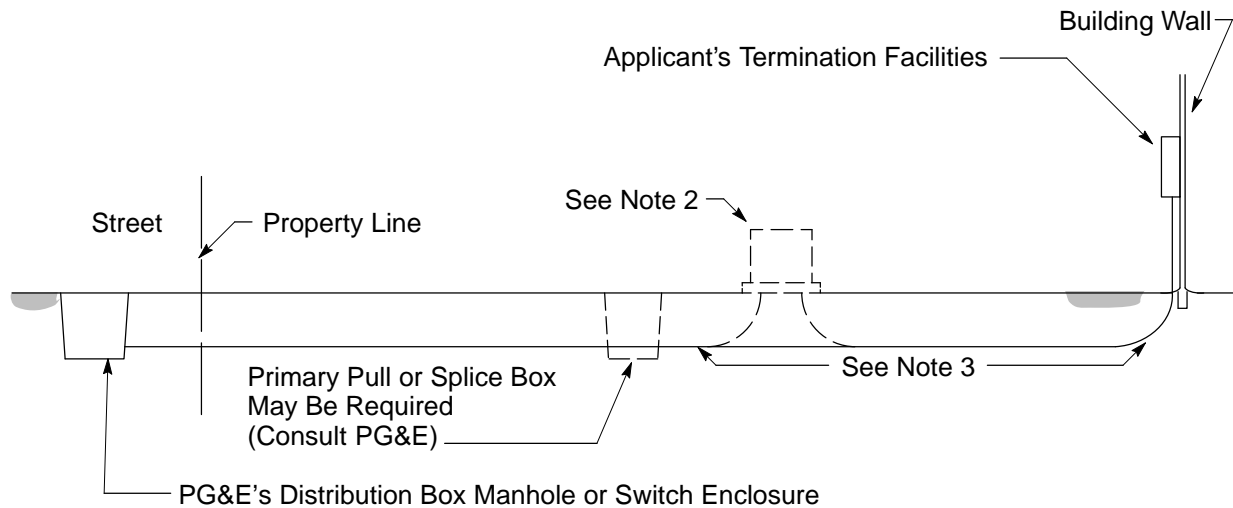 Building Wall
Applicant's Termination Facilities
See Note 2
Street
Property Line
See Note 3
Primary Pull or Splice Box
May Be Required
(Consult PG&E)
PG&E's Distribution Box Manhole or Switch Enclosure